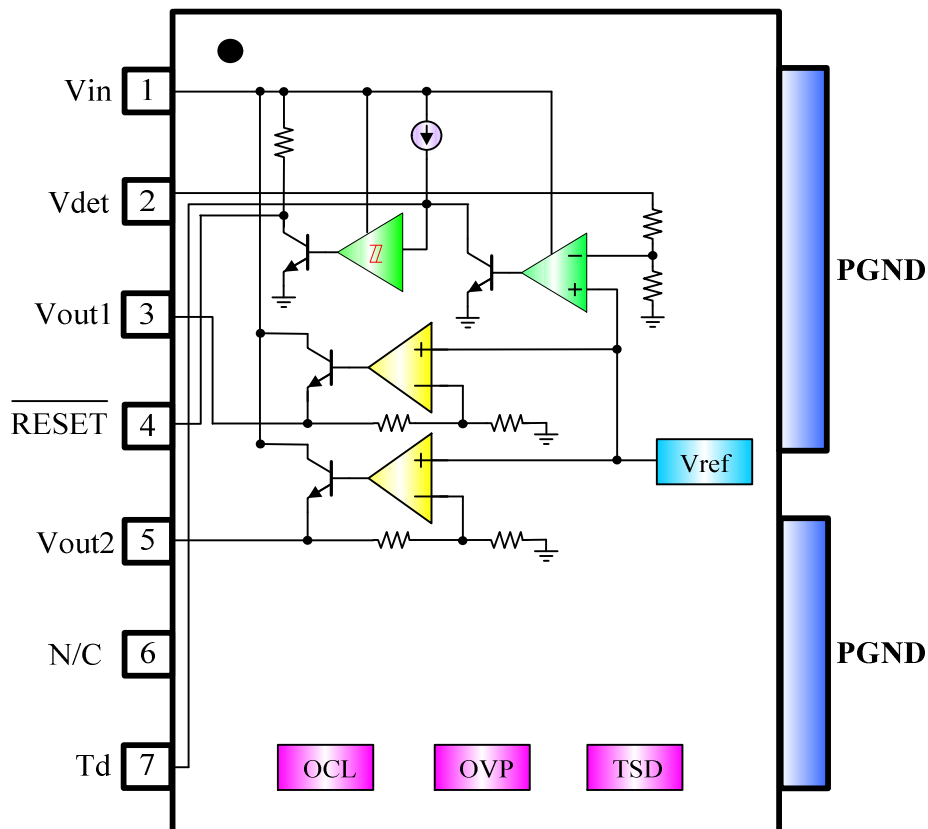 Vin 1
Vdet 2
Vout1 3
RESET 4
Vout2 5
N/C 6
Td 7
− +
+ −
+ −
Vref
PGND
PGND
OCL OVP TSD